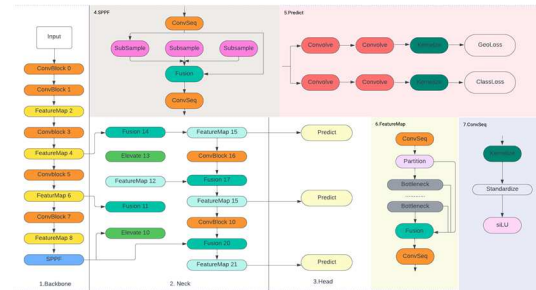 Input
ConvBlock 0
ConvBlock 1
FeatureMap 2
ConvBlock 3
FeatureMap 4
ConvBlock 5
FeaturMap 6
ConvBlock 7
FeatureMap 8
SPPF
1.Backbone
4.SPPF
ConvSeq
SubSample
Subsample
Subsample
Fusion
ConvSeq
5.Predict
Convolve
Convolve
GeoLoss
Convolve
Convolve
ClassLoss
Fusion 14
Elevate 13
FeatureMap 12
Fusion 11
Elevate 10
FeatureMap 15
ConvBlock 16
Fusion 17
FeatureMap 15
ConvBlock 19
Fusion 20
FeatureMap 21
2. Neck
Predict
Predict
Predict
3.Head
6.FeatureMap
ConvSeq
Partition
Bottleneck
Bottleneck
Fusion
ConvSeq
7.ConvSeq
Standardize
siLU